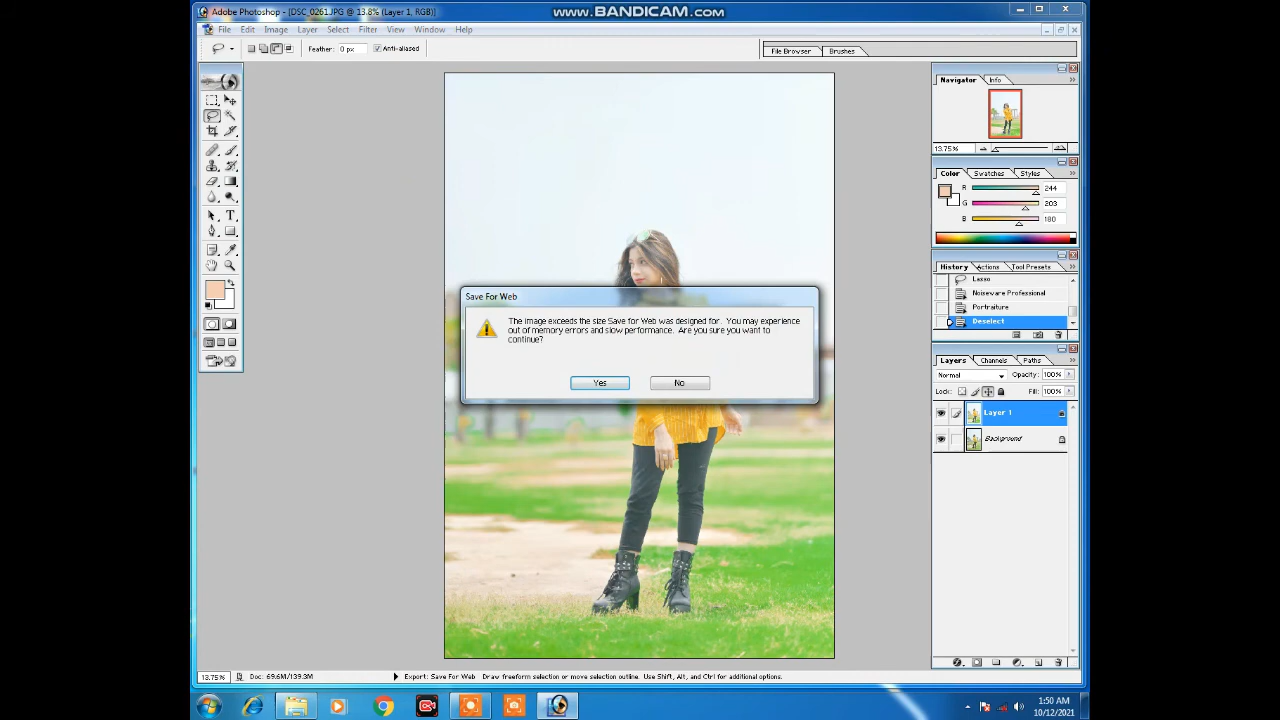 Adobe Photoshop - [DSC_0261.JPG @ 13.8% (Layer 1, RGB)]
www.BANDICAM.com
File Edit Image Layer Select Filter View Window Help
Feather: 0 px Anti-aliased
File Browser Brushes
Navigator Info
13.75%
Color Swatches Styles
R 244
G 203
B 180
History Actions Tool Presets
Lasso
Noiseware Professional
Portraiture
Deselect
Layers Channels Paths
Normal Opacity: 100%
Lock: Fill: 100%
Layer 1
Background
Save For Web
The image exceeds the size Save for Web was designed for. You may experience
out of memory errors and slow performance. Are you sure you want to
continue?
Yes No
13.75% Doc: 69.6M/139.3M Export: Save For Web Draw freeform selection or move selection outline. Use Shift, Alt, and Ctrl for additional options.
1:50 AM
10/12/2021